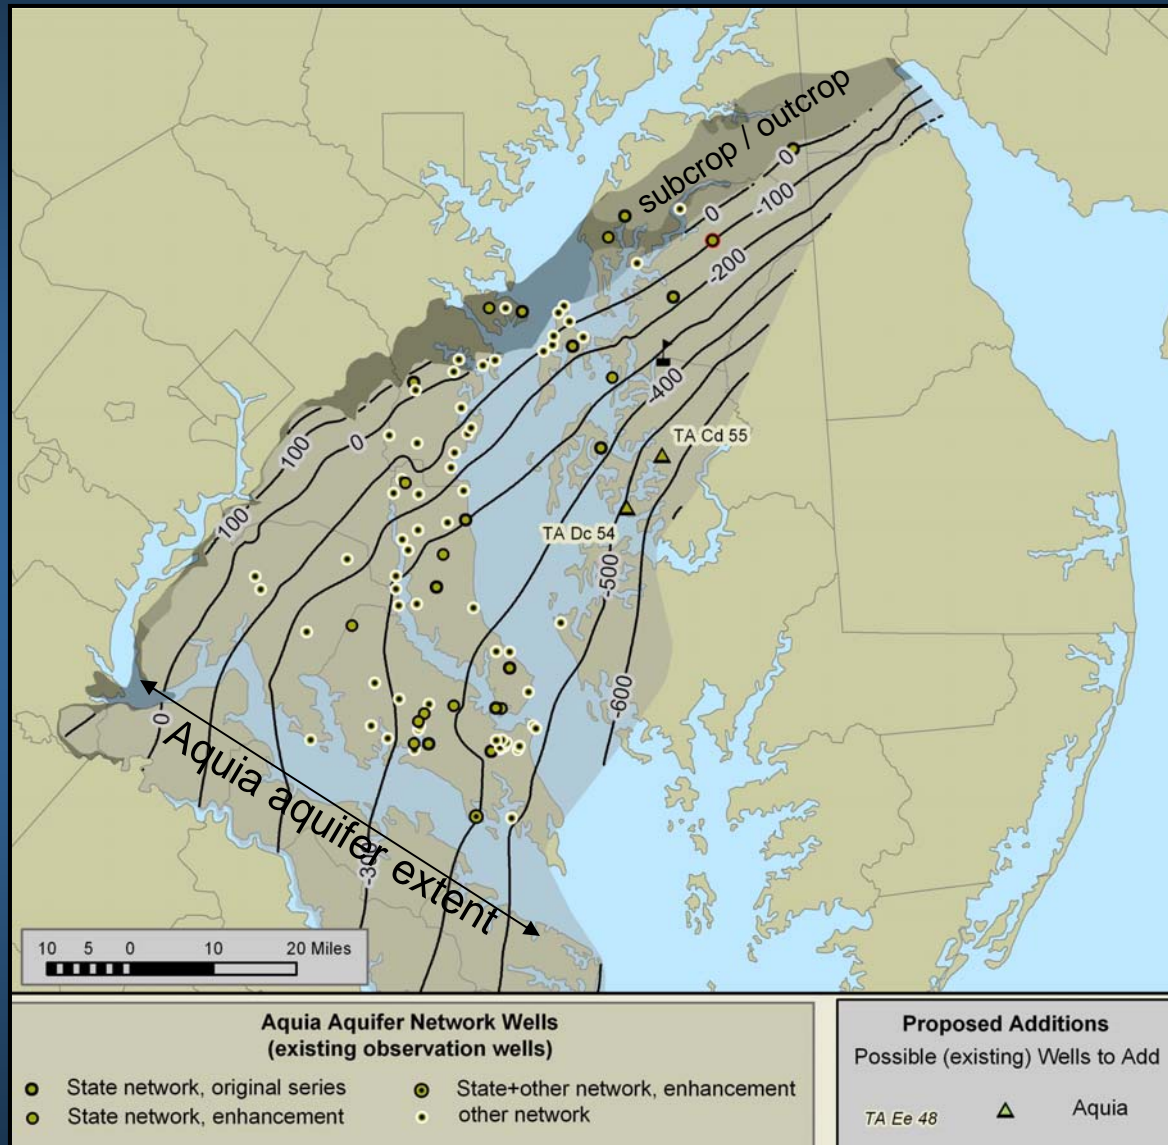 subcrop / outcrop
0
-100
0
-200
-400
TA Cd 55
100
0
100
TA Dc 54
-500
-600
0
Aquia aquifer extent
-300
10 5 0 10 20 Miles
Aquia Aquifer Network Wells
(existing observation wells)
State network, original series
State network, enhancement
State+other network, enhancement
other network
Proposed Additions
Possible (existing) Wells to Add
TA Ee 48
Aquia